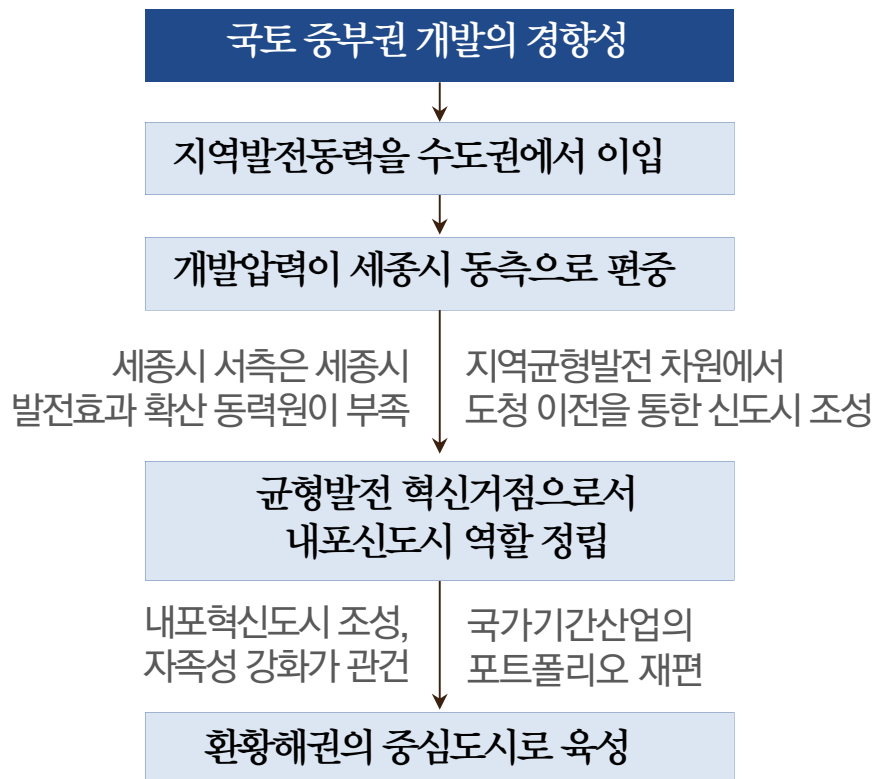 국토 중부권 개발의 경향성
지역발전동력을 수도권에서 이입
개발압력이 세종시 동측으로 편중
세종시 서측은 세종시
발전효과 확산 동력원이 부족
지역균형발전 차원에서
도청 이전을 통한 신도시 조성
균형발전 혁신거점으로서
내포신도시 역할 정립
내포혁신도시 조성,
자족성 강화가 관건
국가기간산업의
포트폴리오 재편
환황해권의 중심도시로 육성